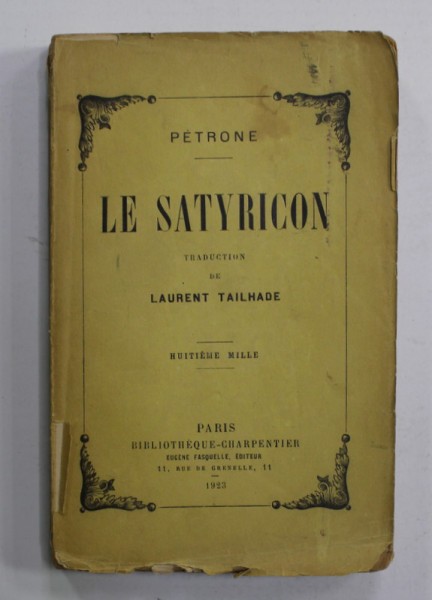 PÉTRONE
LE SATYRICON
TRADUCTION
DE
LAURENT TAILHADE
HUITIÈME MILLE
PARIS
BIBLIOTHÈQUE-CHARPENTIER
EUGÈNE FASQUELLE, ÉDITEUR
11, RUE DE GRENELLE, 11
1923